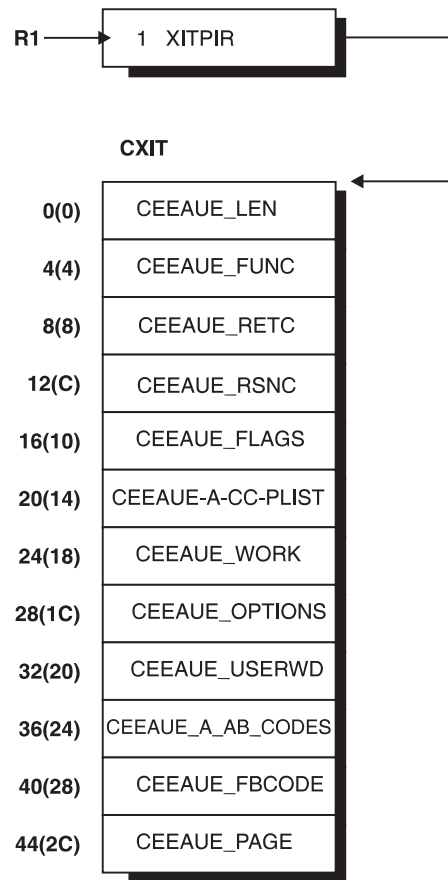 R1 1 XITPIR
CXIT
0(0) CEEAUE_LEN
4(4) CEEAUE_FUNC
8(8) CEEAUE_RETC
12(C) CEEAUE_RSNC
16(10) CEEAUE_FLAGS
20(14) CEEAUE-A-CC-PLIST
24(18) CEEAUE_WORK
28(1C) CEEAUE_OPTIONS
32(20) CEEAUE_USERWD
36(24) CEEAUE_A_AB_CODES
40(28) CEEAUE_FBCODE
44(2C) CEEAUE_PAGE